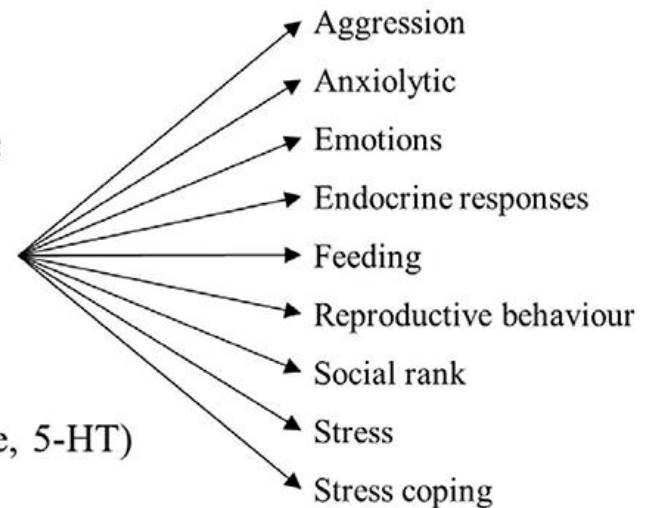 Aggression
Anxiolytic
Emotions
Endocrine responses
Feeding
Reproductive behaviour
Social rank
Stress
5-HT)
Stress coping